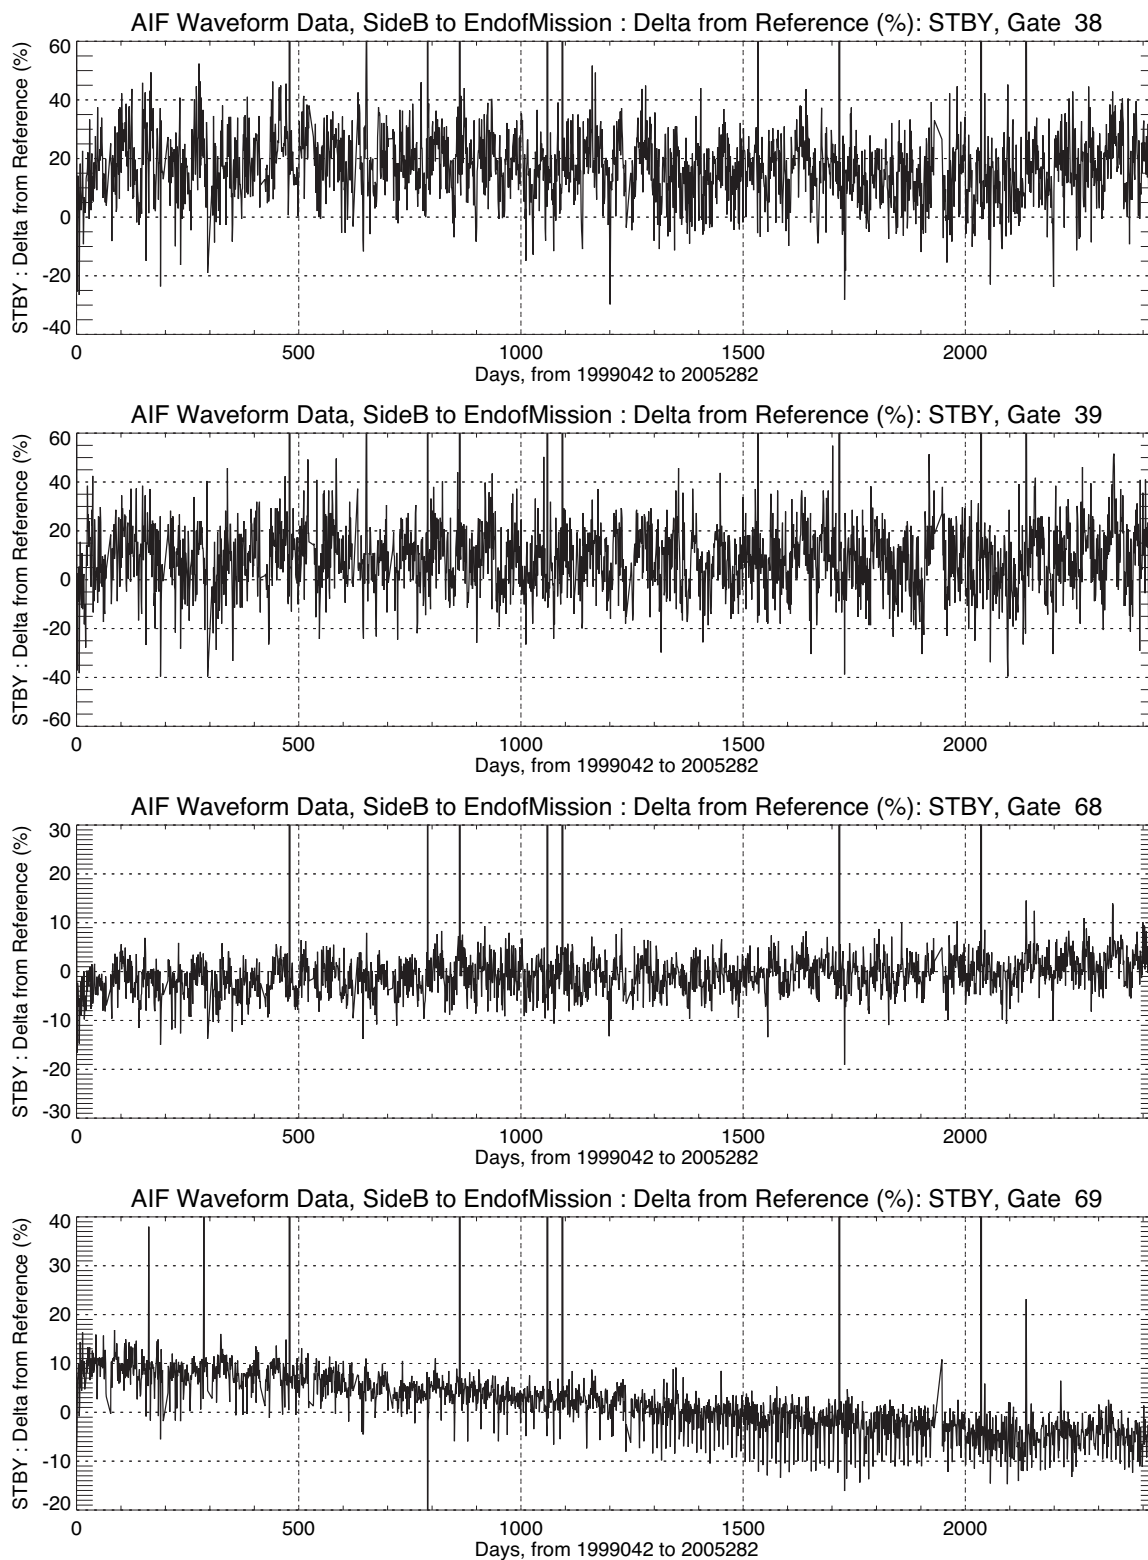 AIF Waveform Data, SideB to EndofMission : Delta from Reference (%): STBY, Gate 38
STBY : Delta from Reference (%)
60
40
20
0
-20
-40
0 500 1000 1500 2000
Days, from 1999042 to 2005282
AIF Waveform Data, SideB to EndofMission : Delta from Reference (%): STBY, Gate 39
STBY : Delta from Reference (%)
60
40
20
0
-20
-40
-60
0 500 1000 1500 2000
Days, from 1999042 to 2005282
AIF Waveform Data, SideB to EndofMission : Delta from Reference (%): STBY, Gate 68
STBY : Delta from Reference (%)
30
20
10
0
-10
-20
-30
0 500 1000 1500 2000
Days, from 1999042 to 2005282
AIF Waveform Data, SideB to EndofMission : Delta from Reference (%): STBY, Gate 69
STBY : Delta from Reference (%)
40
30
20
10
0
-10
-20
0 500 1000 1500 2000
Days, from 1999042 to 2005282